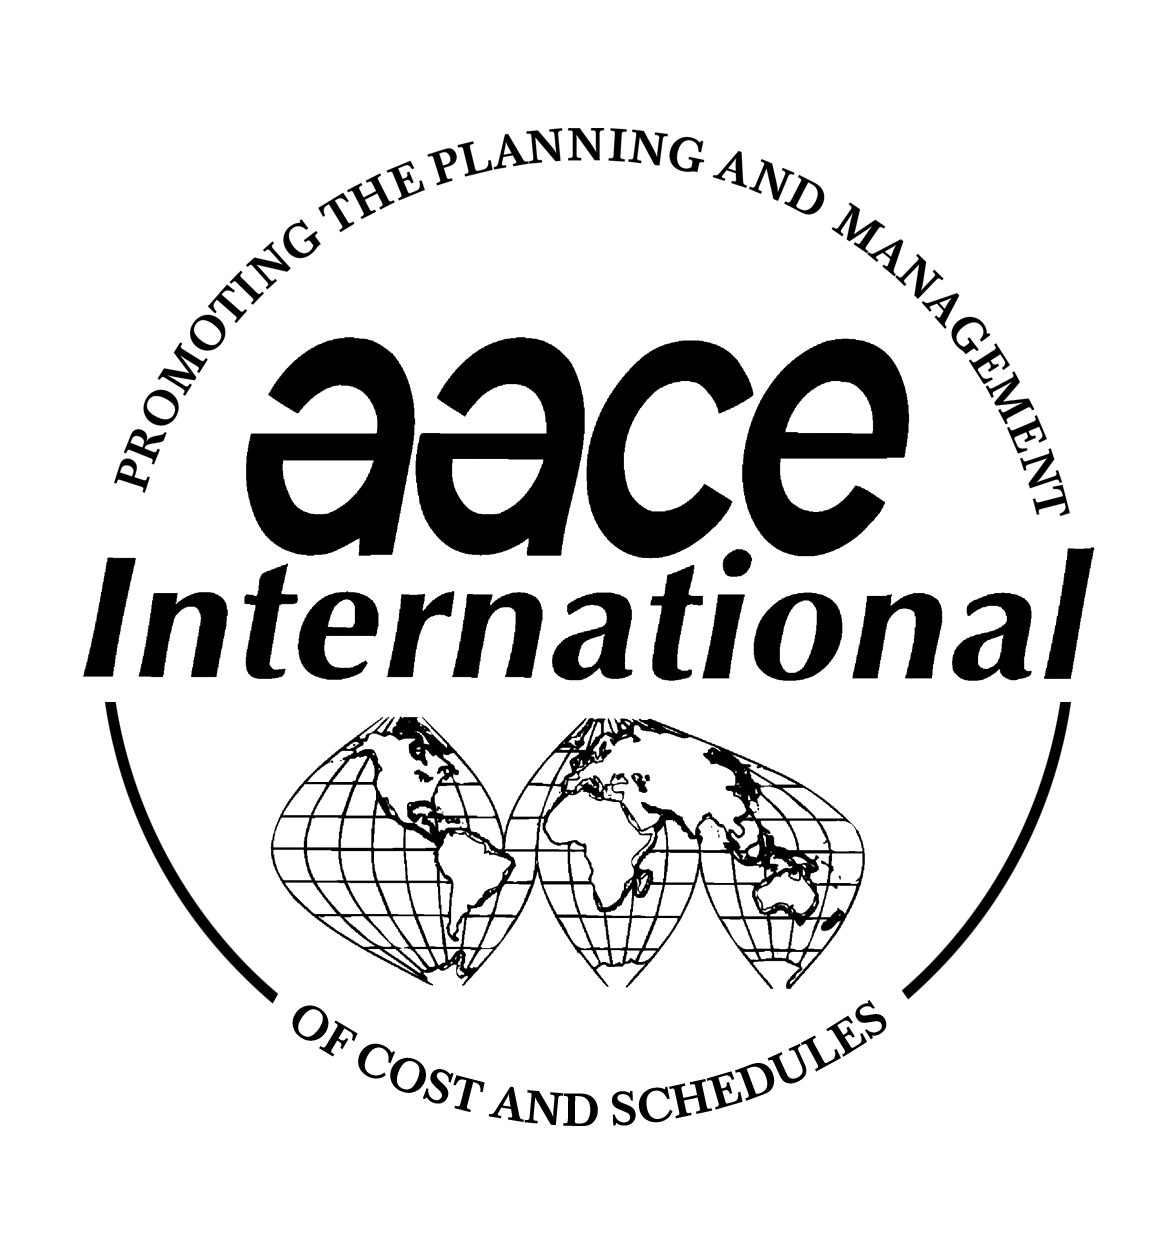 PROMOTING THE PLANNING AND MANAGEMENT
aace
International
OF COST AND SCHEDULES